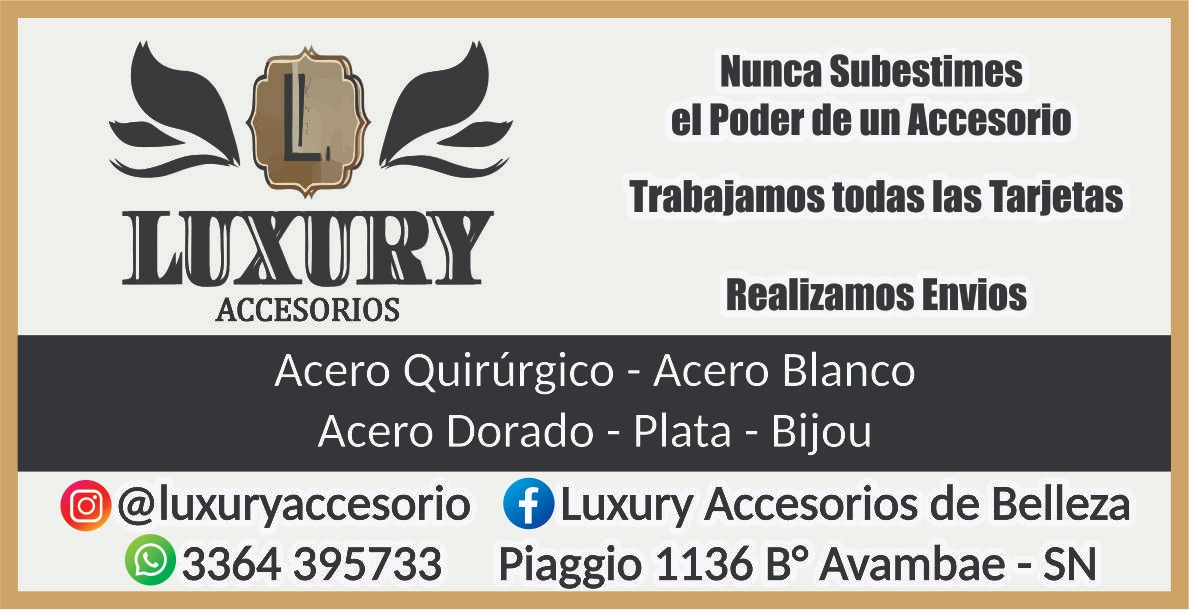 L.
LUXURY
ACCESORIOS
Nunca Subestimes
el Poder de un Accesorio
Trabajamos todas las Tarjetas
Realizamos Envios
Acero Quirúrgico - Acero Blanco
Acero Dorado - Plata - Bijou
@luxuryaccesorio Luxury Accesorios de Belleza
3364 395733 Piaggio 1136 B° Avambae - SN